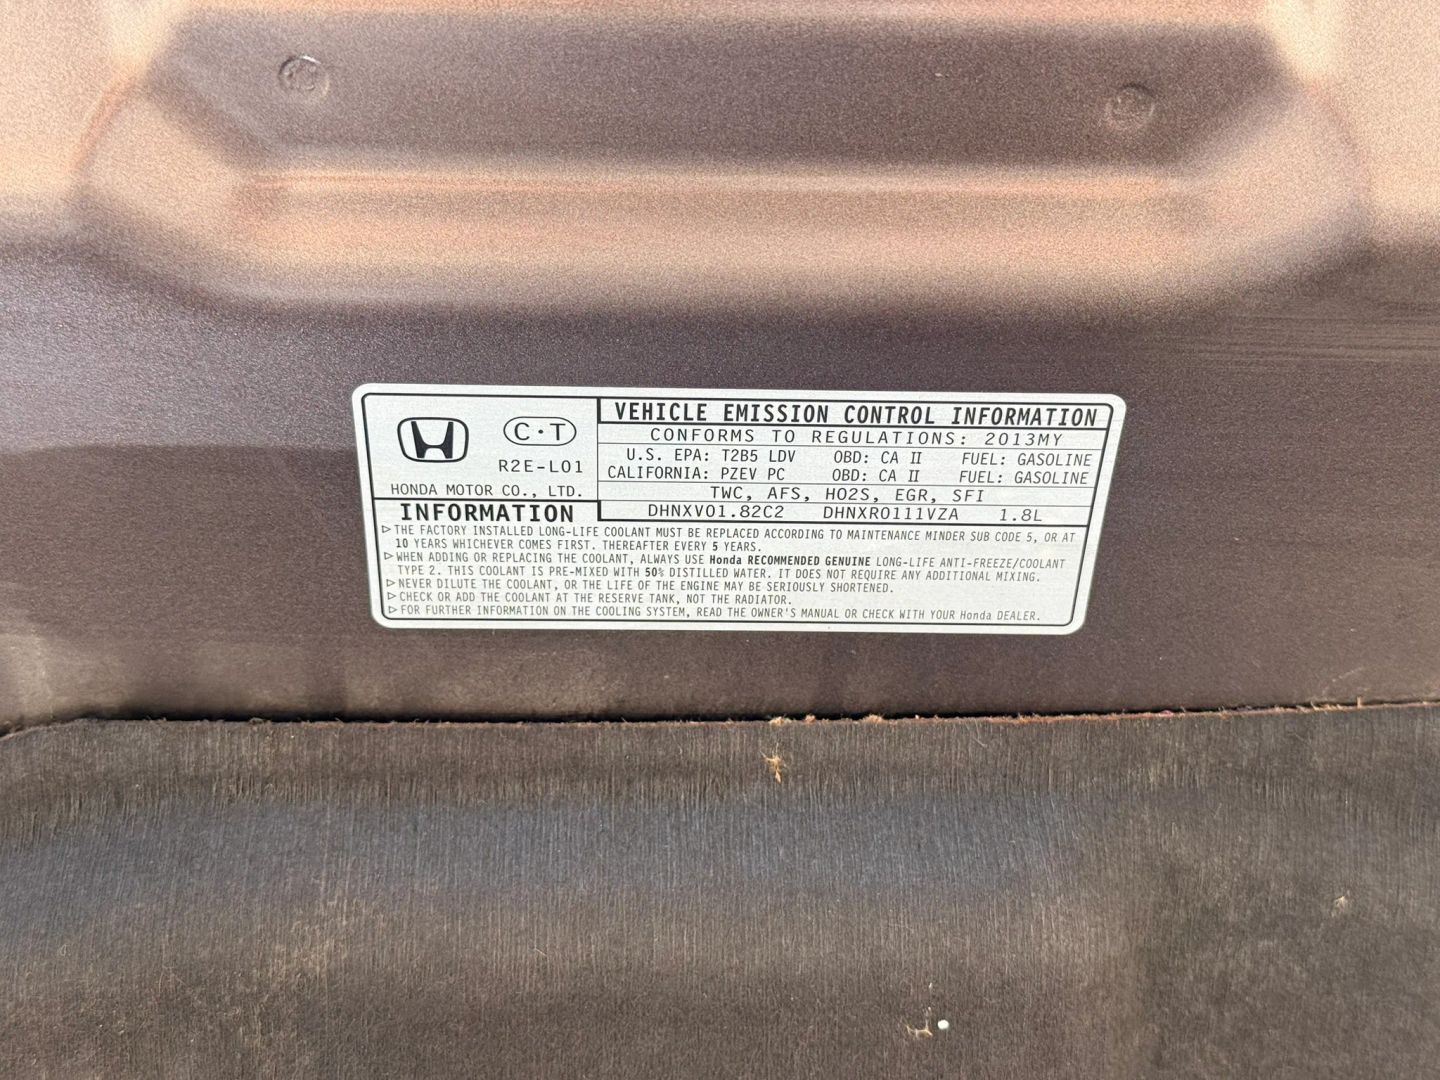 VEHICLE EMISSION CONTROL INFORMATION
C·T
CONFORMS TO REGULATIONS: 2013MY
U.S. EPA: T2B5 LDV OBD: CA II FUEL: GASOLINE
R2E-L01
CALIFORNIA: PZEV PC OBD: CA II FUEL: GASOLINE
HONDA MOTOR CO., LTD.
TWC, AFS, HO2S, EGR, SFI
INFORMATION
DHNXV01.82C2 DHNXR0111VZA 1.8L
▷THE FACTORY INSTALLED LONG-LIFE COOLANT MUST BE REPLACED ACCORDING TO MAINTENANCE MINDER SUB CODE 5, OR AT
10 YEARS WHICHEVER COMES FIRST. THEREAFTER EVERY 5 YEARS.
▷WHEN ADDING OR REPLACING THE COOLANT, ALWAYS USE Honda RECOMMENDED GENUINE LONG-LIFE ANTI-FREEZE/COOLANT
TYPE 2. THIS COOLANT IS PRE-MIXED WITH 50% DISTILLED WATER. IT DOES NOT REQUIRE ANY ADDITIONAL MIXING.
▷NEVER DILUTE THE COOLANT, OR THE LIFE OF THE ENGINE MAY BE SERIOUSLY SHORTENED.
▷CHECK OR ADD THE COOLANT AT THE RESERVE TANK, NOT THE RADIATOR.
▷FOR FURTHER INFORMATION ON THE COOLING SYSTEM, READ THE OWNER'S MANUAL OR CHECK WITH YOUR Honda DEALER.